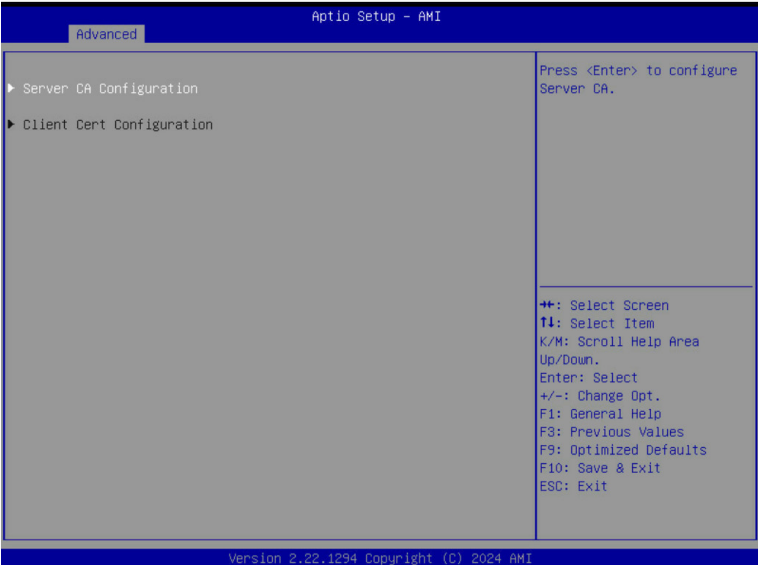 Aptio Setup – AMI
Advanced
▶ Server CA Configuration
▶ Client Cert Configuration
Press <Enter> to configure
Server CA.
→←: Select Screen
↑↓: Select Item
K/M: Scroll Help Area
Up/Down.
Enter: Select
+/-: Change Opt.
F1: General Help
F3: Previous Values
F9: Optimized Defaults
F10: Save & Exit
ESC: Exit
Version 2.22.1294 Copyright (C) 2024 AMI